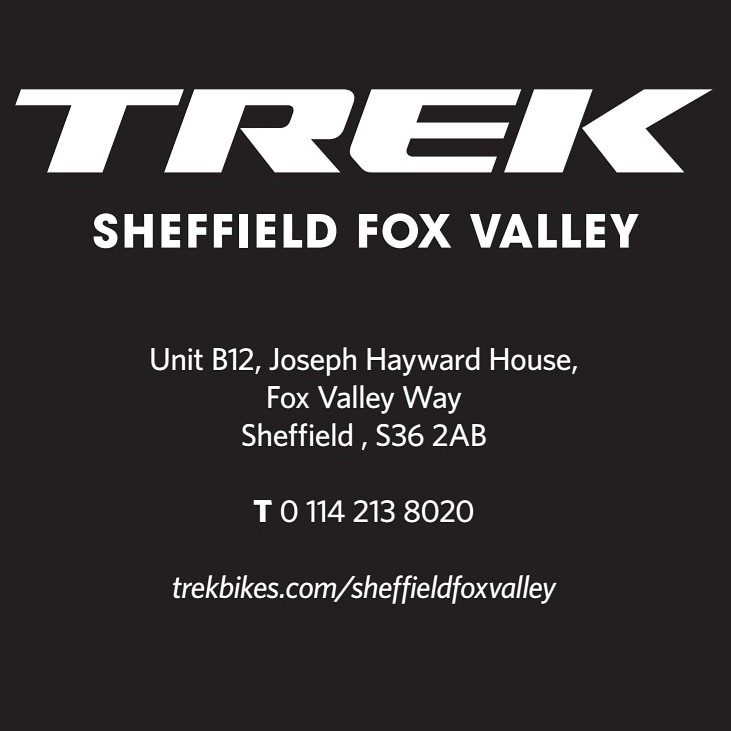 TREK
SHEFFIELD FOX VALLEY
Unit B12, Joseph Hayward House,
Fox Valley Way
Sheffield , S36 2AB
T 0 114 213 8020
trekbikes.com/sheffieldfoxvalley